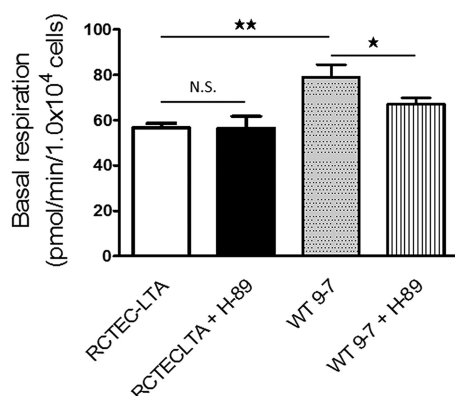 Basal respiration
(pmol/min/1.0x10⁴ cells)
100
80
60
40
20
0
★★
★
N.S.
RCTEC-LTA
RCTECLTA + H-89
WT 9-7
WT 9-7 + H-89